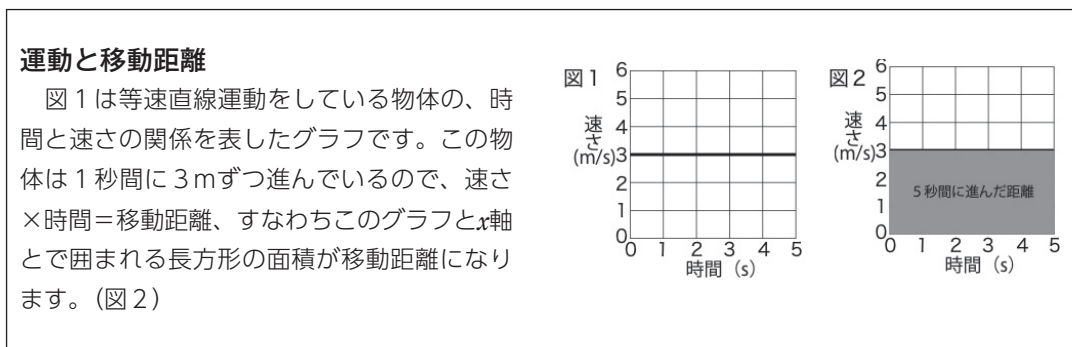 運動と移動距離
図1は等速直線運動をしている物体の、時
間と速さの関係を表したグラフです。この物
体は1秒間に3mずつ進んでいるので、速さ
×時間＝移動距離、すなわちこのグラフとx軸
とで囲まれる長方形の面積が移動距離になり
ます。(図2)
図1
速さ
(m/s)
6
5
4
3
2
1
0
0 1 2 3 4 5
時間(s)
図2
速さ
(m/s)
6
5
4
3
2
1
0
5秒間に進んだ距離
0 1 2 3 4 5
時間(s)